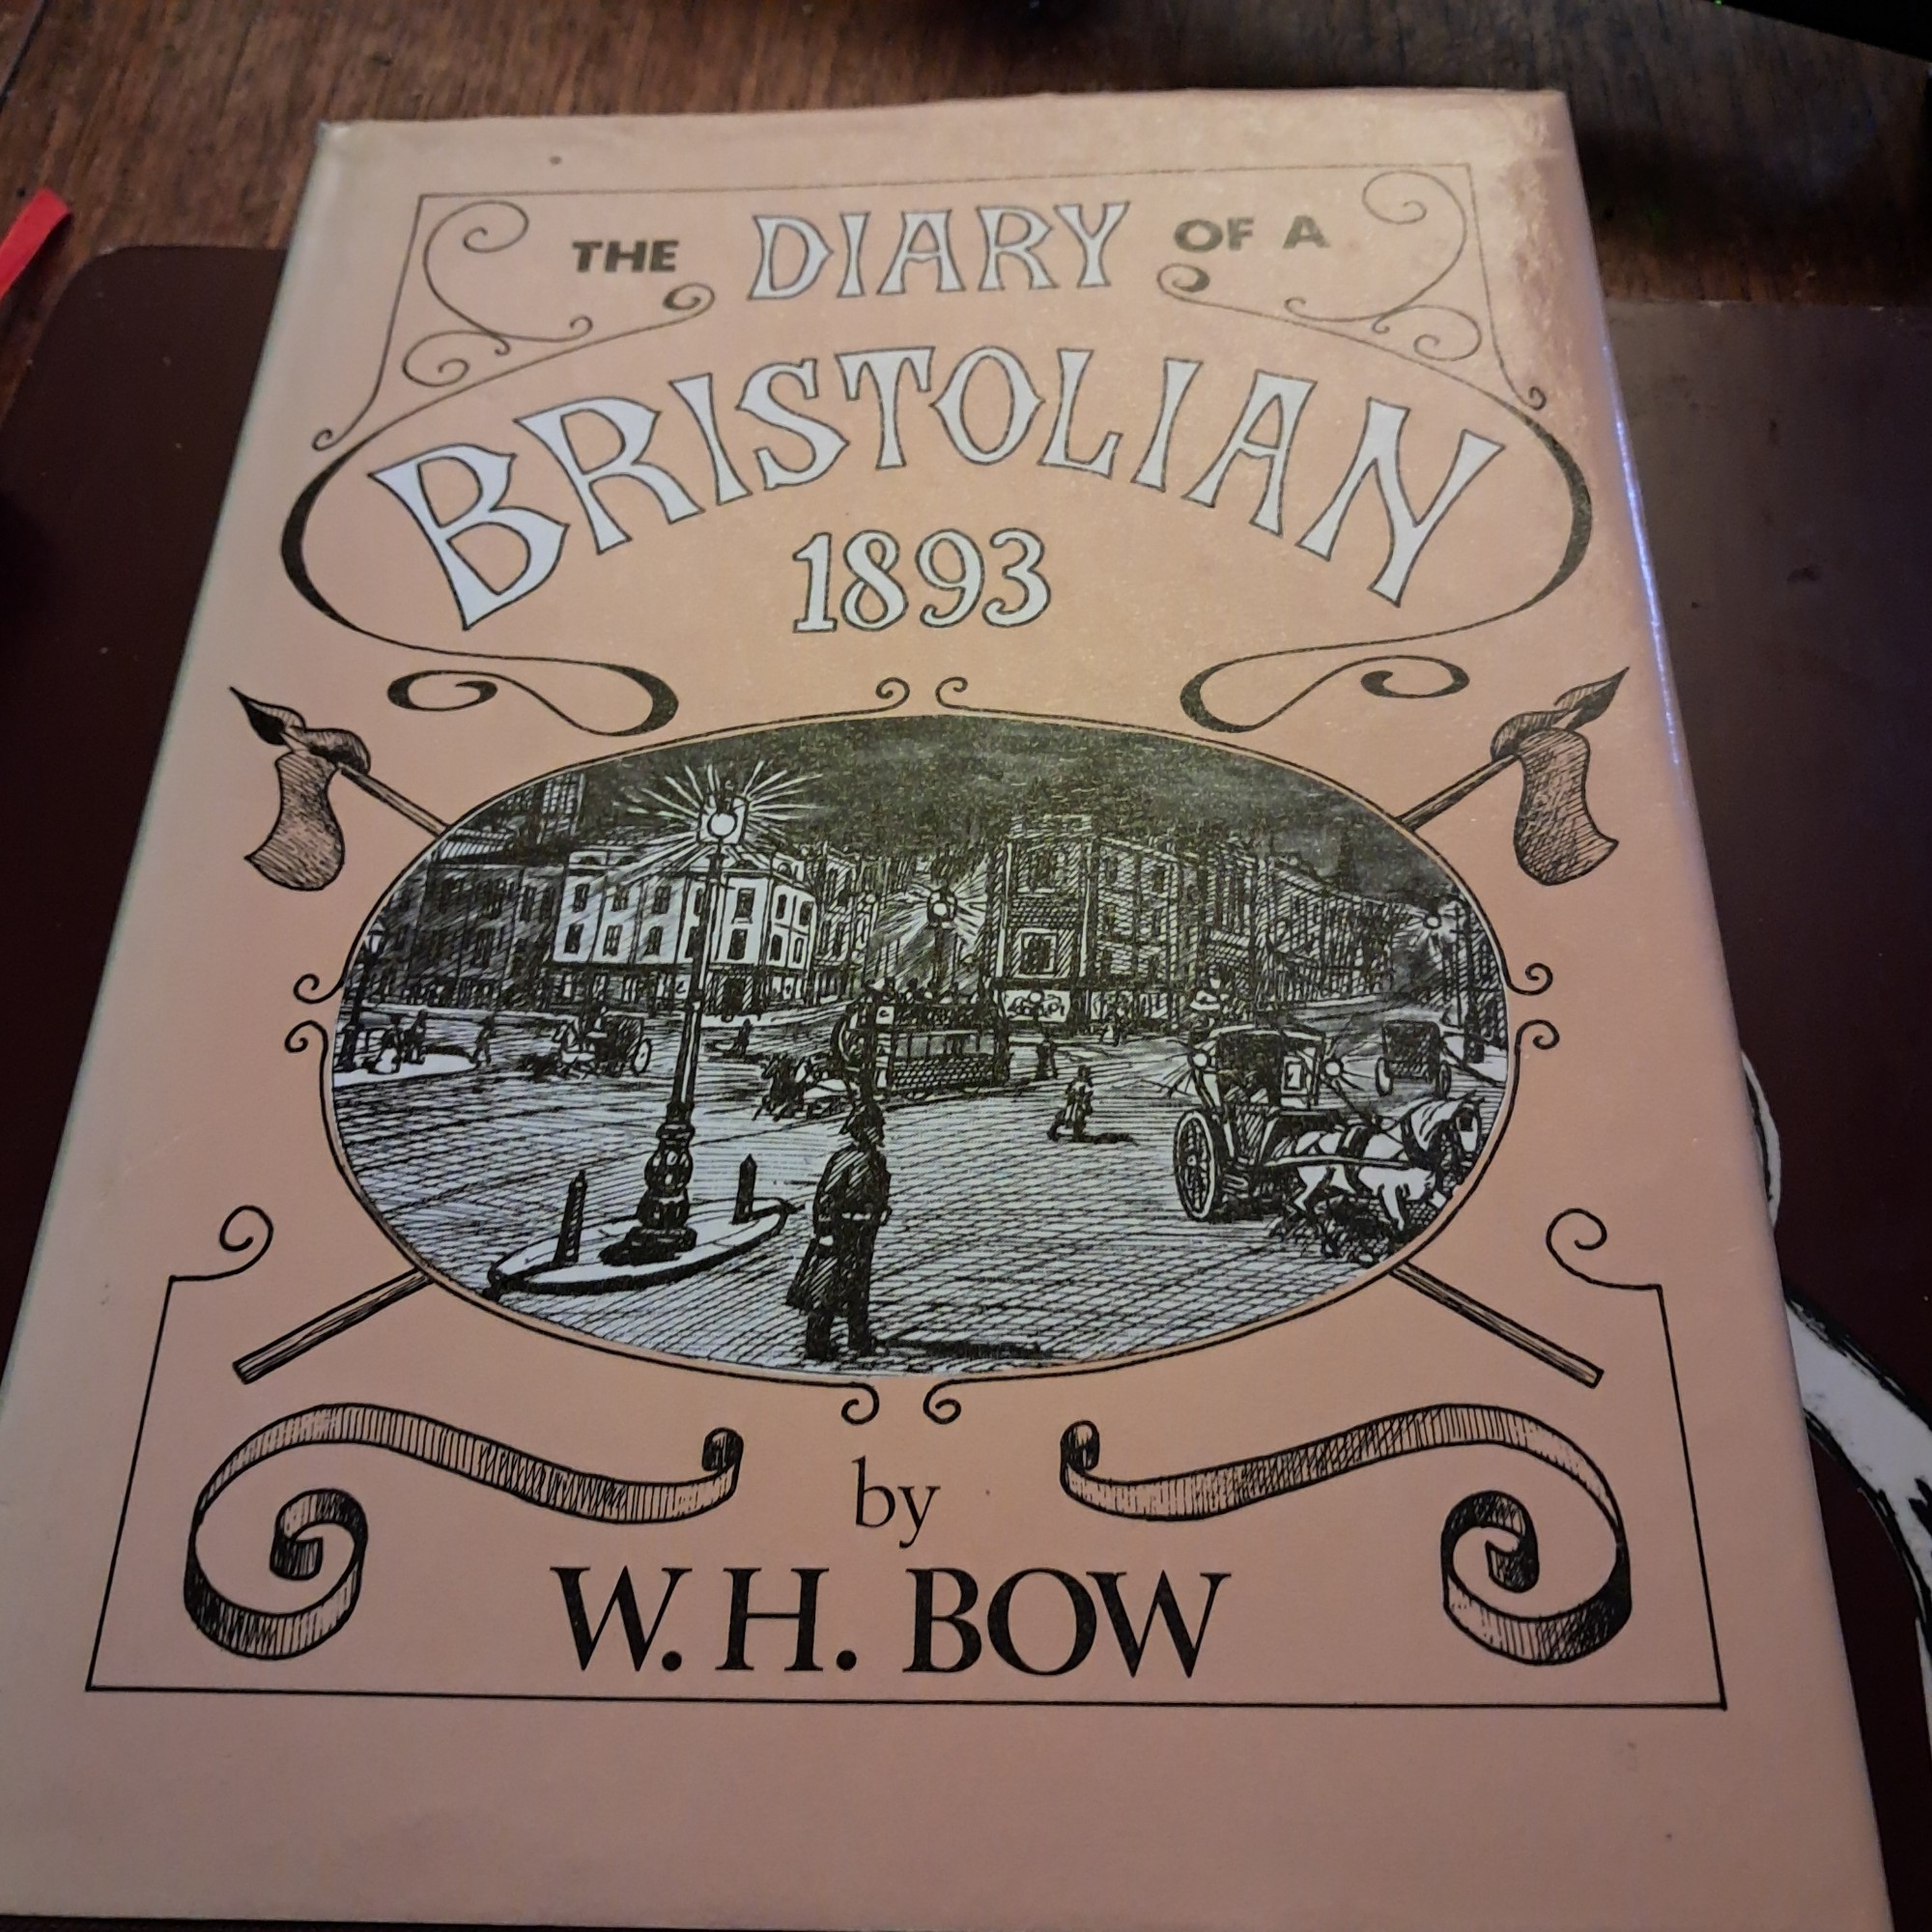 THE DIARY OF A
BRISTOLIAN
1893
by
W. H. BOW